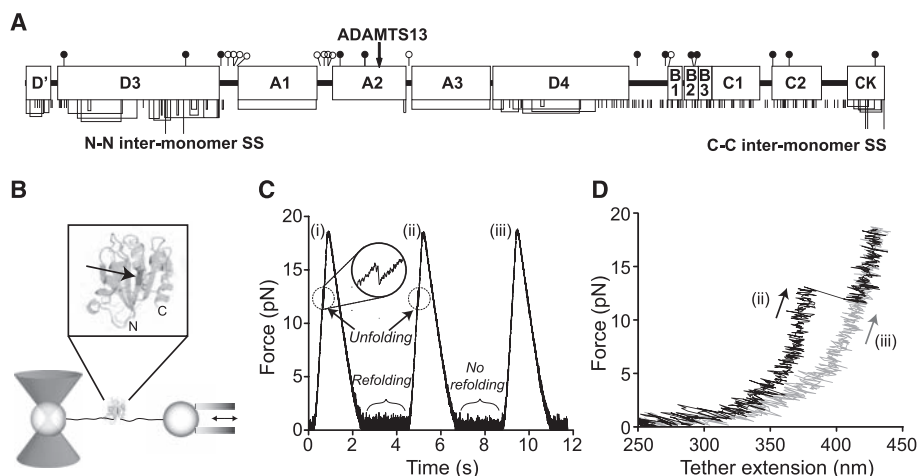 A
ADAMTS13
D' D3 A1 A2 A3 D4 B1 B2 B3 C1 C2 CK
N-N inter-monomer SS
C-C inter-monomer SS
B
N
C
C
20
15
10
5
0
Force (pN)
(i)
(ii)
(iii)
Unfolding
Refolding
No refolding
0 2 4 6 8 10 12
Time (s)
D
20
15
10
5
0
Force (pN)
(ii)
(iii)
250 300 350 400 450
Tether extension (nm)